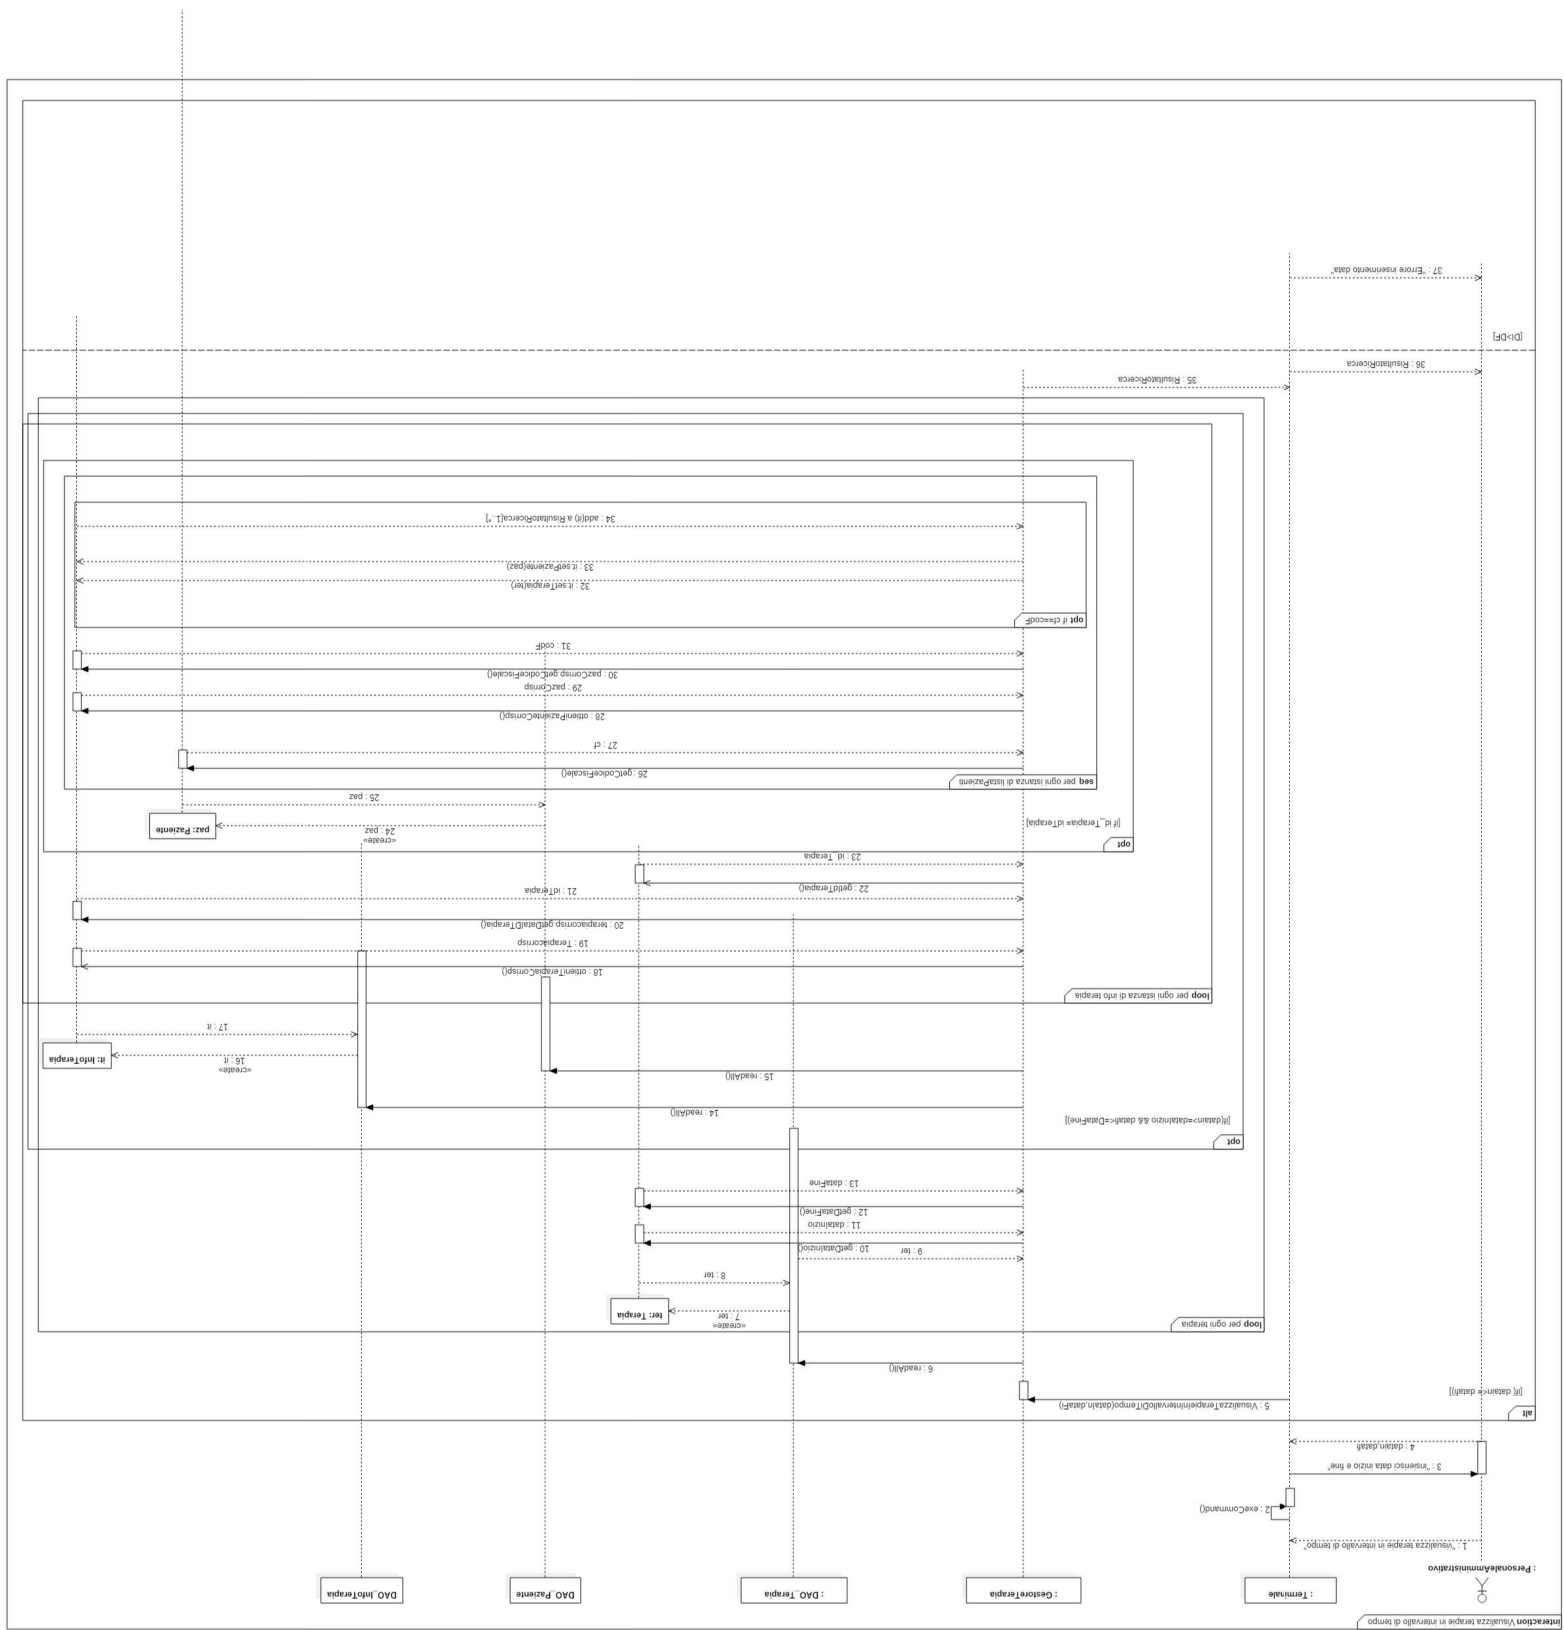 interaction Visualizza terapie in intervallo di tempo
: PersonaleAmministrativo
: Terminale
: GestoreTerapia
: DAO_Terapia
DAO_Paziente
DAO_InfoTerapia
1 : "visualizza terapie in intervallo di tempo"
2 : exeCommand()
3 : "insierisci data inizio e fine"
4 : datain,datafi
alt
[if( datain<= datafi)]
5 : VisualizzaTerapieInIntervalloDiTempo(dataIn,dataFi)
6 : readAll()
loop per ogni terapia
«create»
7 : ter
ter: Terapia
8 : ter
9 : ter
10 : getDataInizio()
11 : dataInizio
12 : getDataFine()
13 : dataFine
opt
[if(datain>=dataInizio && datafi<=DataFine)]
14 : readAll()
15 : readAll()
«create»
16 : it
it: InfoTerapia
17 : it
loop per ogni istanza di info terapia
18 : ottieniTerapiaCorrisp()
19 : Terapiacorrisp
20 : terapiacorrisp.getDataIDTerapia()
21 : idTerapia
22 : getIdTerapia()
23 : id_Terapia
opt
[if id_Terapia= idTerapia]
«create»
24 : paz
paz: Paziente
25 : paz
seq per ogni istanza di listaPazienti
26 : getCodiceFiscale()
27 : cf
28 : ottieniPazienteCorrisp()
29 : pazCorrisp
30 : pazCorrisp.getCodiceFiscale()
31 : codF
opt if cf==codF
32 : it.setTerapia(ter)
33 : it.setPaziente(paz)
34 : add(it) a RisultatoRicerca[1..*]
35 : RisultatoRicerca
36 : RisultatoRicerca
[DI>DF]
37 : "Errore inserimento data"